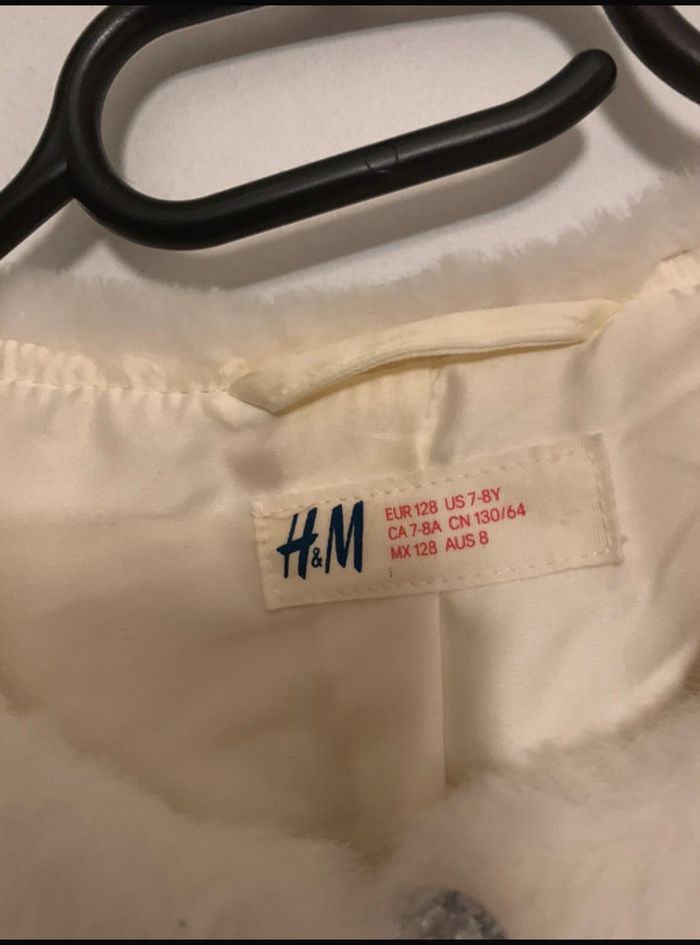 H&M
EUR 128 US 7-8Y
CA 7-8A CN 130/64
MX 128 AUS 8